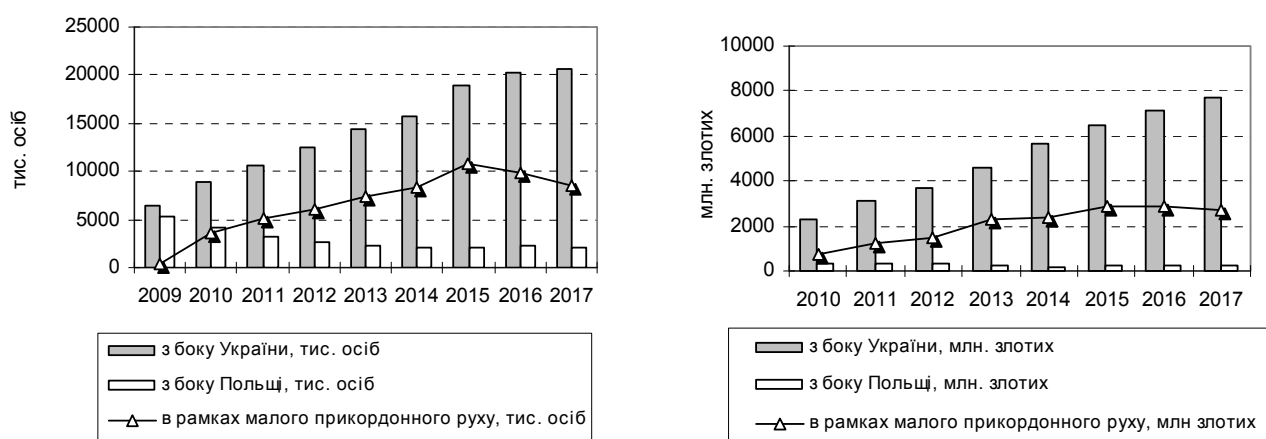 25000
20000
15000
10000
5000
0
тис. осіб
2009 2010 2011 2012 2013 2014 2015 2016 2017
з боку України, тис. осіб
з боку Польщі, тис. осіб
в рамках малого прикордонного руху, тис. осіб
10000
8000
6000
4000
2000
0
млн. злотих
2010 2011 2012 2013 2014 2015 2016 2017
з боку України, млн. злотих
з боку Польщі, млн. злотих
в рамках малого прикордонного руху, млн злотих